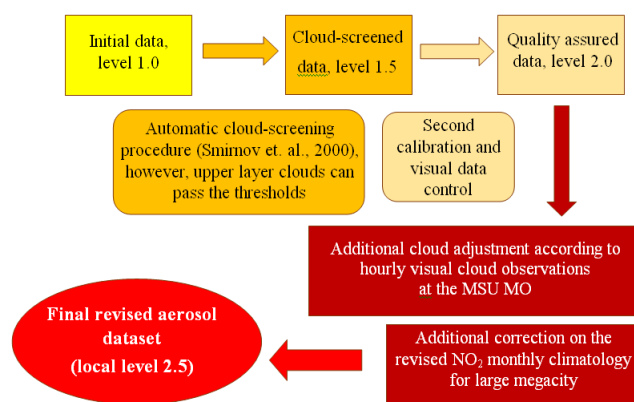 Initial data,
level 1.0
Cloud-screened
data, level 1.5
Quality assured
data, level 2.0
Automatic cloud-screening
procedure (Smirnov et. al., 2000),
however, upper layer clouds can
pass the thresholds
Second
calibration and
visual data
control
Additional cloud adjustment according to
hourly visual cloud observations
at the MSU MO
Final revised aerosol
dataset
(local level 2.5)
Additional correction on the
revised NO₂ monthly climatology
for large megacity